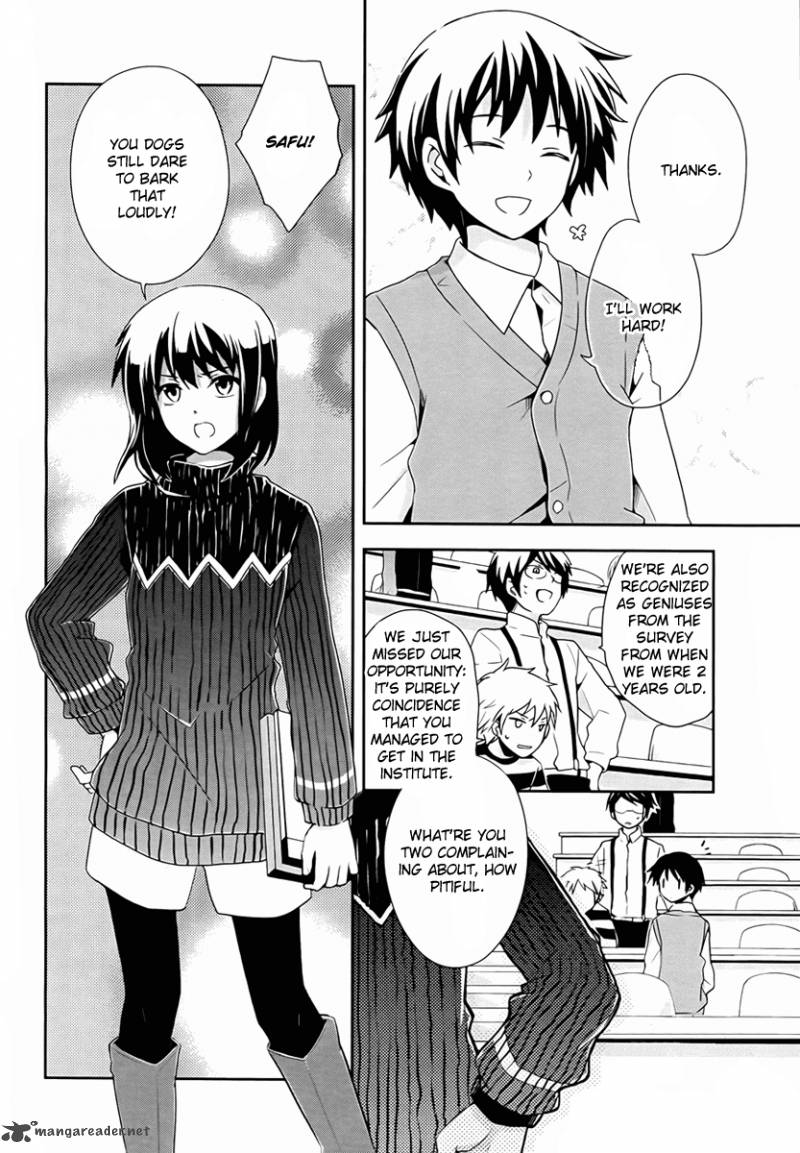 THANKS.
I'LL WORK
HARD!
WE'RE ALSO
RECOGNIZED
AS GENIUSES
FROM THE
SURVEY
FROM WHEN
WE WERE 2
YEARS OLD.
WE JUST
MISSED OUR
OPPORTUNITY:
IT'S PURELY
COINCIDENCE
THAT YOU
MANAGED TO
GET IN THE
INSTITUTE.
WHAT'RE YOU
TWO COMPLAIN-
ING ABOUT, HOW
PITIFUL.
SAFU!
YOU DOGS
STILL DARE
TO BARK
THAT
LOUDLY!
mangareader.net